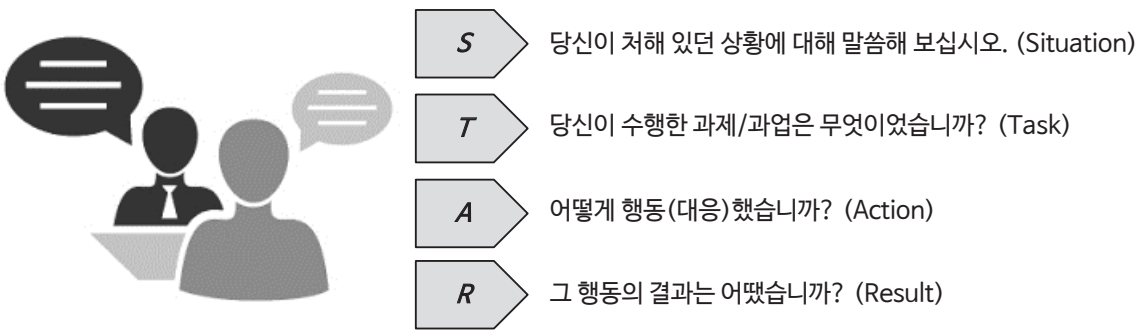 S 당신이 처해 있던 상황에 대해 말씀해 보십시오. (Situation)
T 당신이 수행한 과제/과업은 무엇이었습니까? (Task)
A 어떻게 행동(대응)했습니까? (Action)
R 그 행동의 결과는 어땠습니까? (Result)